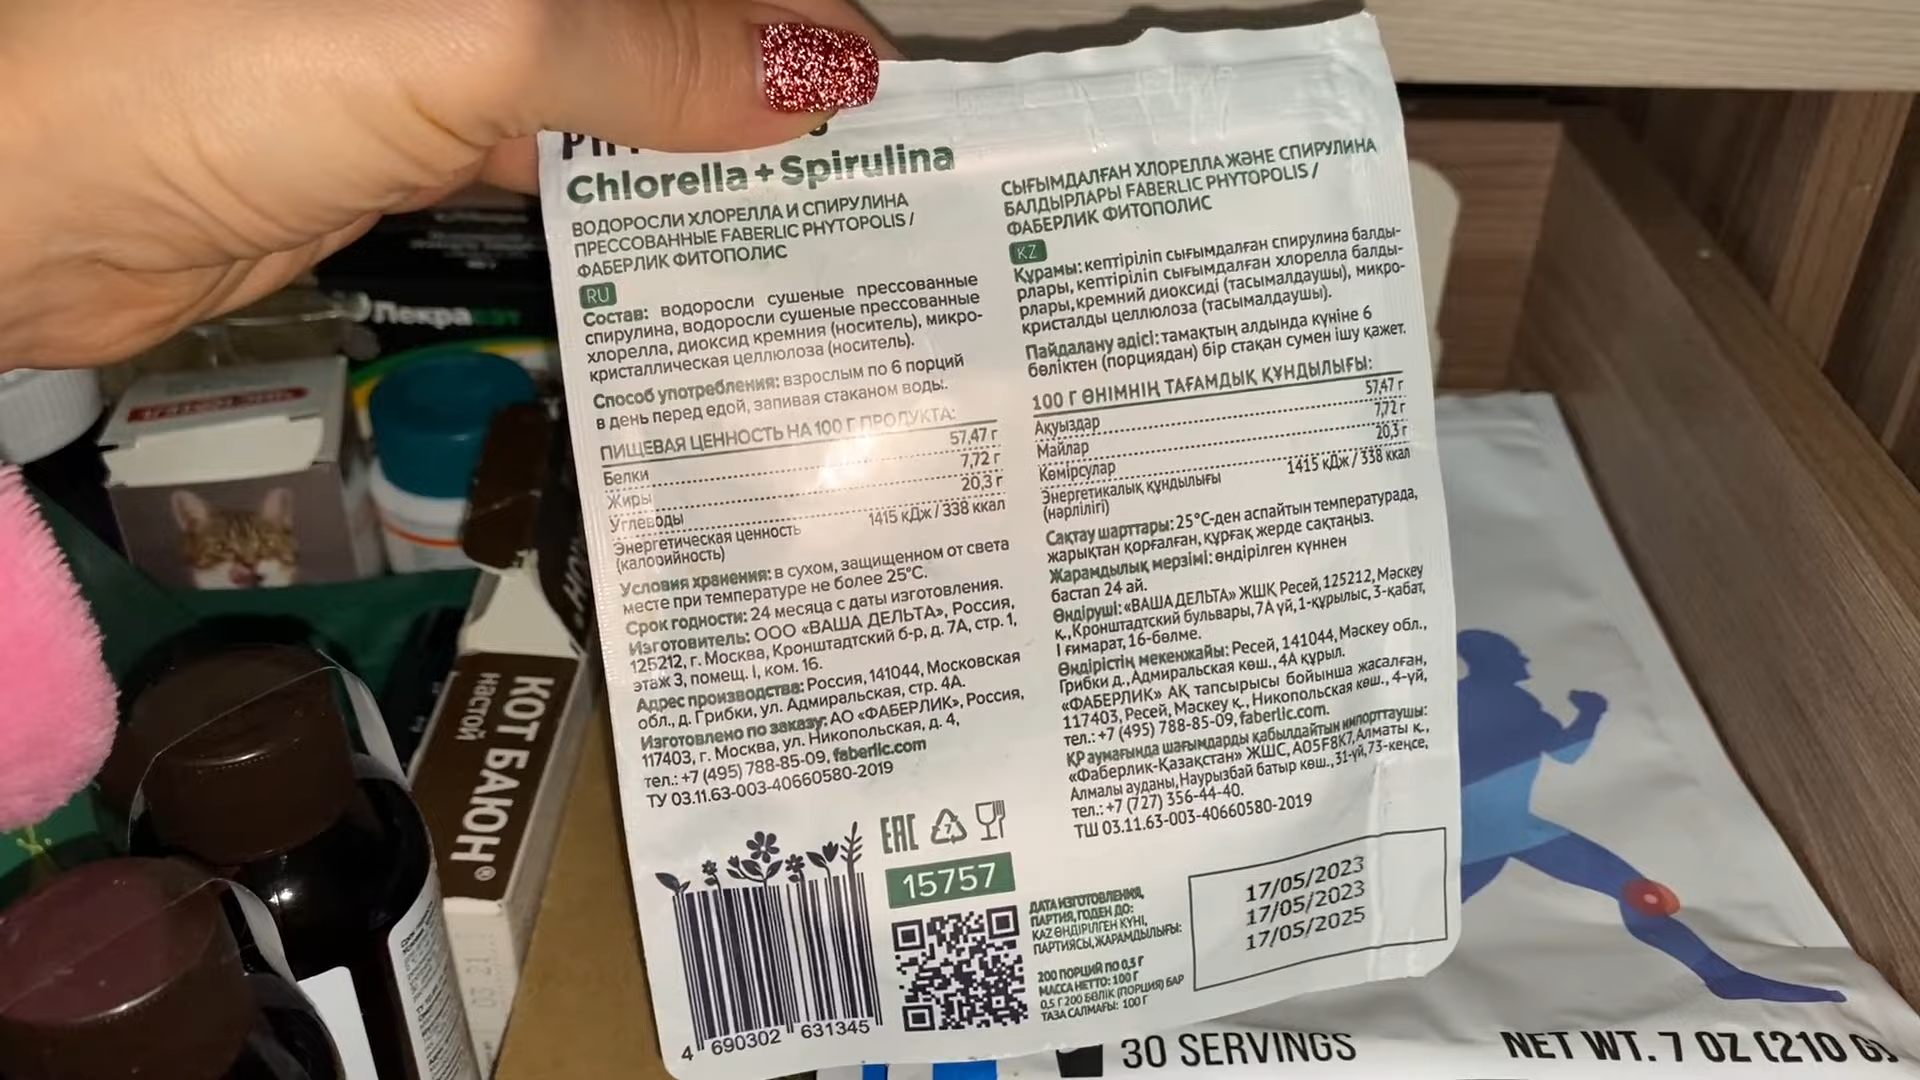 Chlorella + Spirulina
ВОДОРОСЛИ ХЛОРЕЛЛА И СПИРУЛИНА
ПРЕССОВАННЫЕ FABERLIC PHYTOPOLIS /
ФАБЕРЛИК ФИТОПОЛИС
RU
Состав: водоросли сушеные прессованные
спирулина, водоросли сушеные прессованные
хлорелла, диоксид кремния (носитель), микро-
кристаллическая целлюлоза (носитель).
Способ употребления: взрослым по 6 порций
в день перед едой, запивая стаканом воды.
ПИЩЕВАЯ ЦЕННОСТЬ НА 100 Г ПРОДУКТА:
Белки 57,47 г
Жиры 7,72 г
Углеводы 20,3 г
Энергетическая ценность 1415 кДж / 338 ккал
(калорийность)
Условия хранения: в сухом, защищенном от света
месте при температуре не более 25°С.
Срок годности: 24 месяца с даты изготовления.
Изготовитель: ООО «ВАША ДЕЛЬТА», Россия,
125212, г. Москва, Кронштадтский б-р, д. 7А, стр. 1,
этаж 3, помещ. I, ком. 16.
Адрес производства: Россия, 141044, Московская
обл., д. Грибки, ул. Адмиральская, стр. 4А.
Изготовлено по заказу: АО «ФАБЕРЛИК», Россия,
117403, г. Москва, ул. Никопольская, д. 4,
тел.: +7 (495) 788-85-09, faberlic.com
ТУ 03.11.63-003-40660580-2019
СЫҒЫМДАЛҒАН ХЛОРЕЛЛА ЖӘНЕ СПИРУЛИНА
БАЛДЫРЛАРЫ FABERLIC PHYTOPOLIS /
ФАБЕРЛИК ФИТОПОЛИС
KZ
Құрамы: кептіріліп сығымдалған спирулина балды-
рлары, кептіріліп сығымдалған хлорелла балды-
рлары, кремний диоксиді (тасымалдаушы), микро-
кристалды целлюлоза (тасымалдаушы).
Пайдалану әдісі: тамақтың алдында күніне 6
бөліктен (порциядан) бір стақан сумен ішу қажет.
100 Г ӨНІМНІҢ ТАҒАМДЫҚ ҚҰНДЫЛЫҒЫ:
Ақуыздар 57,47 г
Майлар 7,72 г
Көмірсулар 20,3 г
Энергетикалық құндылығы 1415 кДж / 338 ккал
(нәрлілігі)
Сақтау шарттары: 25°С-ден аспайтын температурада,
жарықтан қорғалған, құрғақ жерде сақтаңыз.
Жарамдылық мерзімі: өндірілген күннен
бастап 24 ай.
Өндіруші: «ВАША ДЕЛЬТА» ЖШҚ Ресей, 125212, Мәскеу
қ., Кронштадтский бульвары, 7А үй, 1-құрылыс, 3-қабат,
I ғимарат, 16-бөлме.
Өндірістің мекенжайы: Ресей, 141044, Мәскеу обл.,
Грибки д., Адмиральская көш., 4А құрыл.
«ФАБЕРЛИК» АҚ тапсырысы бойынша жасалған,
117403, Ресей, Мәскеу қ., Никопольская көш., 4-үй,
тел.: +7 (495) 788-85-09, faberlic.com.
ҚР аумағында шағымдарды қабылдайтын импорттаушы:
«Фаберлик-Қазақстан» ЖШС, A05F8K7, Алматы қ.,
Алмалы ауданы, Наурызбай батыр көш., 31-үй, 73-кеңсе,
тел.: +7 (727) 356-44-40.
ТШ 03.11.63-003-40660580-2019
EAC
7
15757
4 690302 631345
ДАТА ИЗГОТОВЛЕНИЯ,
ПАРТИЯ, ГОДЕН ДО:
KAZ ӨНДІРІЛГЕН КҮНІ,
ПАРТИЯСЫ, ЖАРАМДЫЛЫҒЫ:
200 ПОРЦИЙ ПО 0,5 Г
МАССА НЕТТО: 100 Г
0,5 Г 200 БӨЛІК (ПОРЦИЯ) БАР
ТАЗА САЛМАҒЫ: 100 Г
17/05/2023
17/05/2023
17/05/2025
КОТ БАЮН®
настой
30 SERVINGS
NET WT. 7 OZ (210 G)